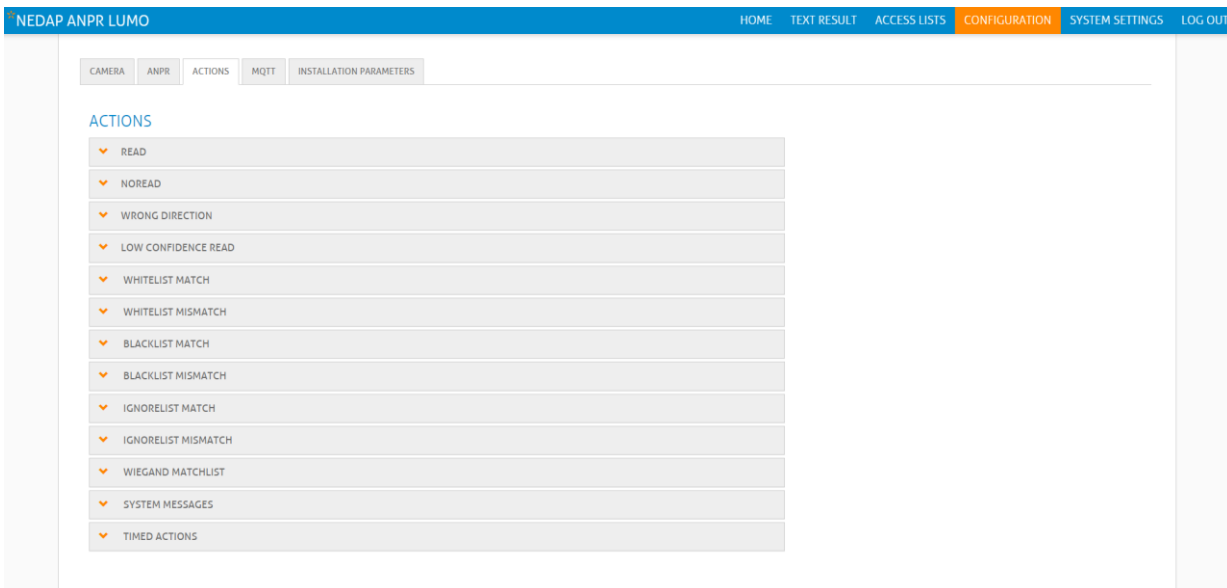 NEDAP ANPR LUMO HOME TEXT RESULT ACCESS LISTS CONFIGURATION SYSTEM SETTINGS LOG OUT
CAMERA ANPR ACTIONS MQTT INSTALLATION PARAMETERS
ACTIONS
READ
NOREAD
WRONG DIRECTION
LOW CONFIDENCE READ
WHITELIST MATCH
WHITELIST MISMATCH
BLACKLIST MATCH
BLACKLIST MISMATCH
IGNORELIST MATCH
IGNORELIST MISMATCH
WIEGAND MATCHLIST
SYSTEM MESSAGES
TIMED ACTIONS